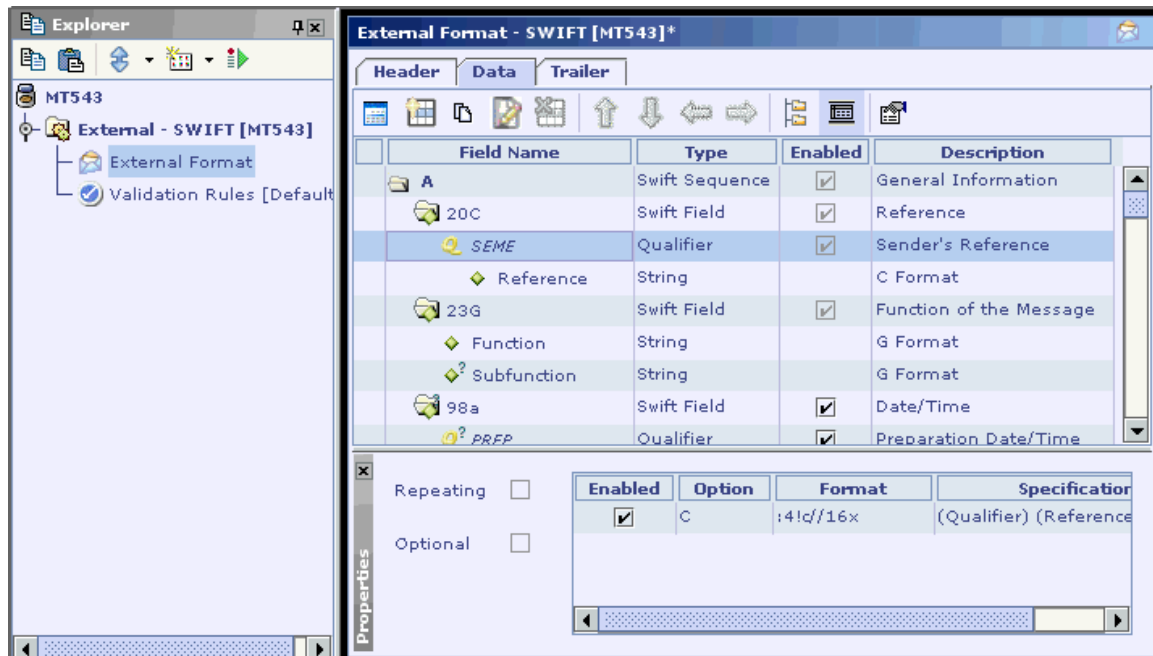 Explorer
MT543
External - SWIFT [MT543]
External Format
Validation Rules [Default
External Format - SWIFT [MT543]*
Header Data Trailer
Field Name Type Enabled Description
A Swift Sequence General Information
20C Swift Field Reference
SEME Qualifier Sender's Reference
Reference String C Format
23G Swift Field Function of the Message
Function String G Format
Subfunction String G Format
98a Swift Field Date/Time
PREP Qualifier Preparation Date/Time
Properties
Repeating
Optional
Enabled Option Format Specification
C :4!c//16x (Qualifier) (Reference